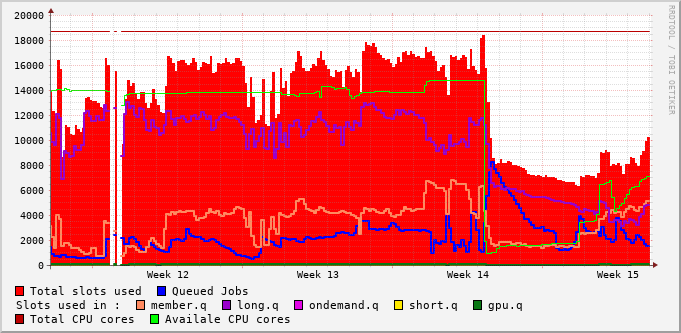 20000
18000
16000
14000
12000
10000
8000
6000
4000
2000
0
Week 12 Week 13 Week 14 Week 15
Total slots used Queued Jobs
Slots used in : member.q long.q ondemand.q short.q gpu.q
Total CPU cores Availale CPU cores
RRDTOOL / TOBI OETIKER